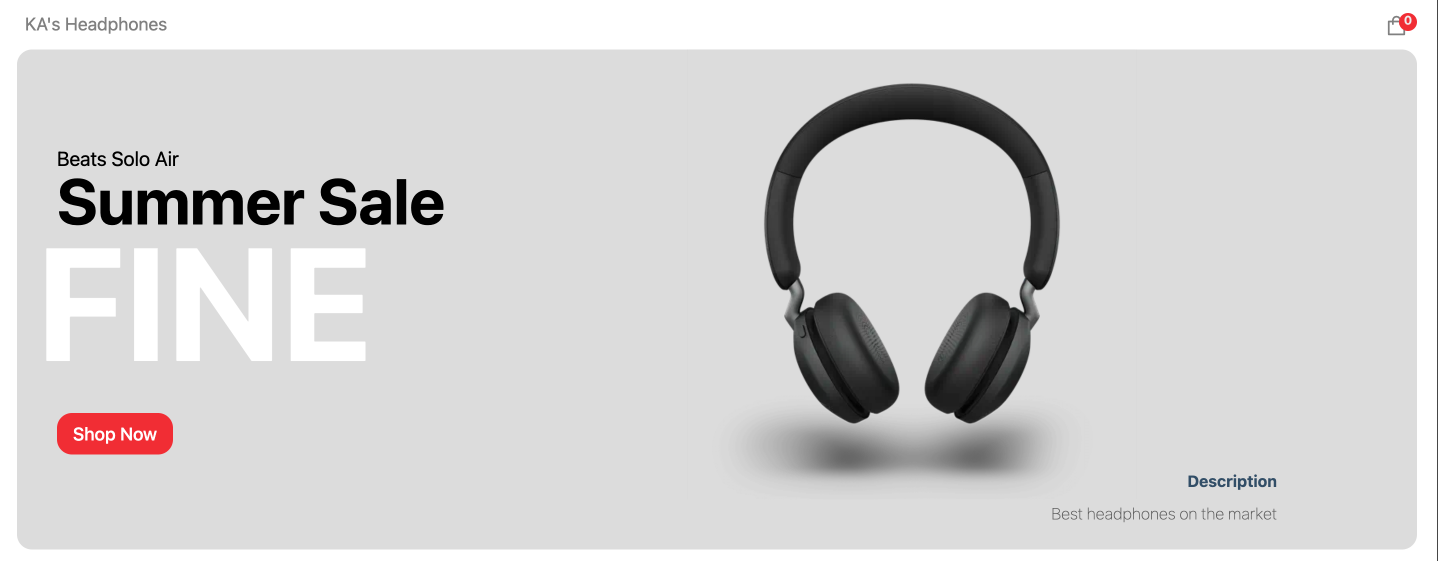 KA's Headphones
0
Beats Solo Air
Summer Sale
FINE
Shop Now
Description
Best headphones on the market